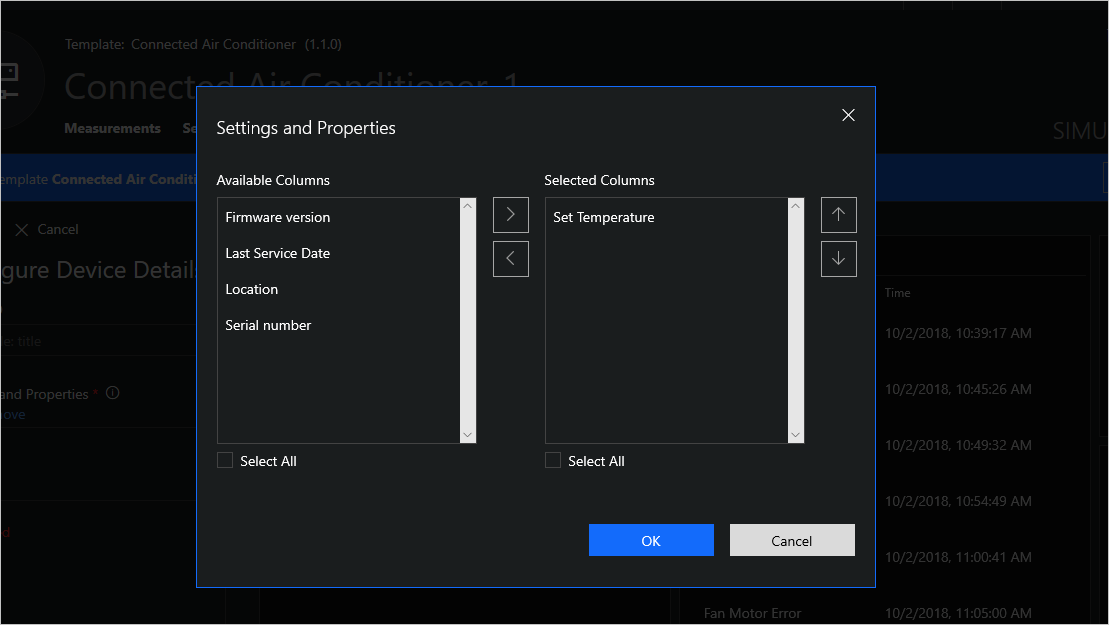 Template: Connected Air Conditioner (1.1.0)
Connected Air Conditioner-1
Measurements Se
SIMU
emplate Connected Air Conditi
Settings and Properties
Available Columns
Selected Columns
Firmware version
Last Service Date
Location
Serial number
Set Temperature
Select All
Select All
OK
Cancel
Cancel
gure Device Detail
e: title
and Properties *
ove
d
Time
10/2/2018, 10:39:17 AM
10/2/2018, 10:45:26 AM
10/2/2018, 10:49:32 AM
10/2/2018, 10:54:49 AM
10/2/2018, 11:00:41 AM
Fan Motor Error 10/2/2018, 11:05:00 AM